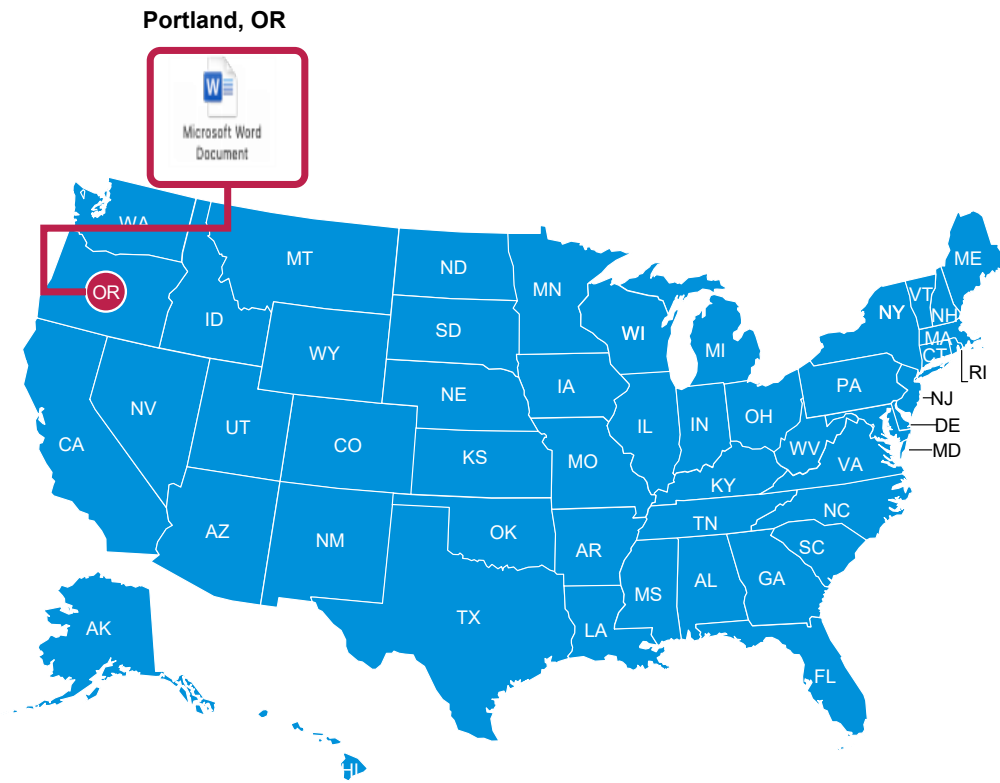 Portland, OR
W
Microsoft Word
Document
WA
OR
MT
ID
WY
ND
SD
NE
MN
WI
MI
IA
ME
VT
NH
NY
MA
CT
RI
PA
NJ
DE
MD
CA
NV
UT
CO
KS
MO
IL
IN
OH
WV
VA
KY
AZ
NM
OK
AR
TN
NC
SC
TX
LA
MS
AL
GA
FL
AK
HI